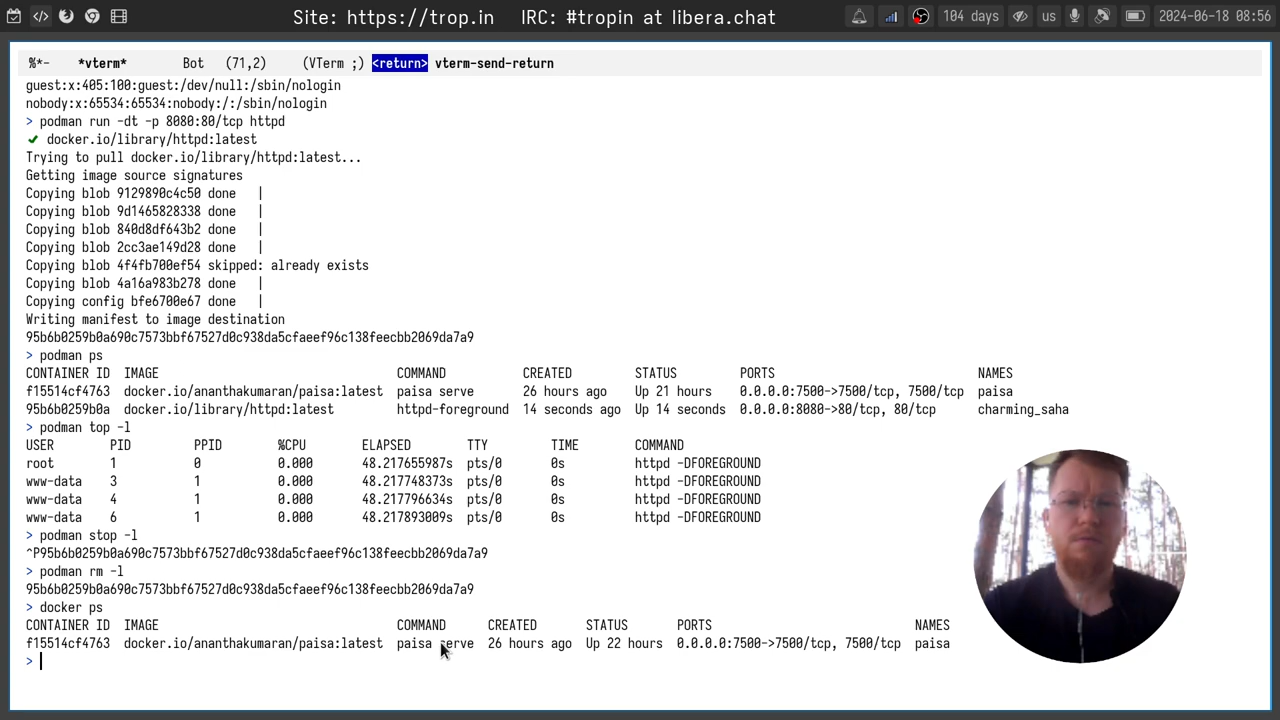 Site: https://trop.in IRC: #tropin at libera.chat 104 days us 2024-06-18 08:56
%*- *vterm* Bot (71,2) (VTerm ;) <return> vterm-send-return
guest:x:405:100:guest:/dev/null:/sbin/nologin
nobody:x:65534:65534:nobody:/:/sbin/nologin
> podman run -dt -p 8080:80/tcp httpd
✔ docker.io/library/httpd:latest
Trying to pull docker.io/library/httpd:latest...
Getting image source signatures
Copying blob 9129890c4c50 done |
Copying blob 9d1465828338 done |
Copying blob 840d8df643b2 done |
Copying blob 2cc3ae149d28 done |
Copying blob 4f4fb700ef54 skipped: already exists
Copying blob 4a16a983b278 done |
Copying config bfe6700e67 done |
Writing manifest to image destination
95b6b0259b0a690c7573bbf67527d0c938da5cfaeef96c138feecbb2069da7a9
> podman ps
CONTAINER ID IMAGE COMMAND CREATED STATUS PORTS NAMES
f15514cf4763 docker.io/ananthakumaran/paisa:latest paisa serve 26 hours ago Up 21 hours 0.0.0.0:7500->7500/tcp, 7500/tcp paisa
95b6b0259b0a docker.io/library/httpd:latest httpd-foreground 14 seconds ago Up 14 seconds 0.0.0.0:8080->80/tcp, 80/tcp charming_saha
> podman top -l
USER PID PPID %CPU ELAPSED TTY TIME COMMAND
root 1 0 0.000 48.217655987s pts/0 0s httpd -DFOREGROUND
www-data 3 1 0.000 48.217748373s pts/0 0s httpd -DFOREGROUND
www-data 4 1 0.000 48.217796634s pts/0 0s httpd -DFOREGROUND
www-data 6 1 0.000 48.217893009s pts/0 0s httpd -DFOREGROUND
> podman stop -l
^P95b6b0259b0a690c7573bbf67527d0c938da5cfaeef96c138feecbb2069da7a9
> podman rm -l
95b6b0259b0a690c7573bbf67527d0c938da5cfaeef96c138feecbb2069da7a9
> docker ps
CONTAINER ID IMAGE COMMAND CREATED STATUS PORTS NAMES
f15514cf4763 docker.io/ananthakumaran/paisa:latest paisa serve 26 hours ago Up 22 hours 0.0.0.0:7500->7500/tcp, 7500/tcp paisa
>